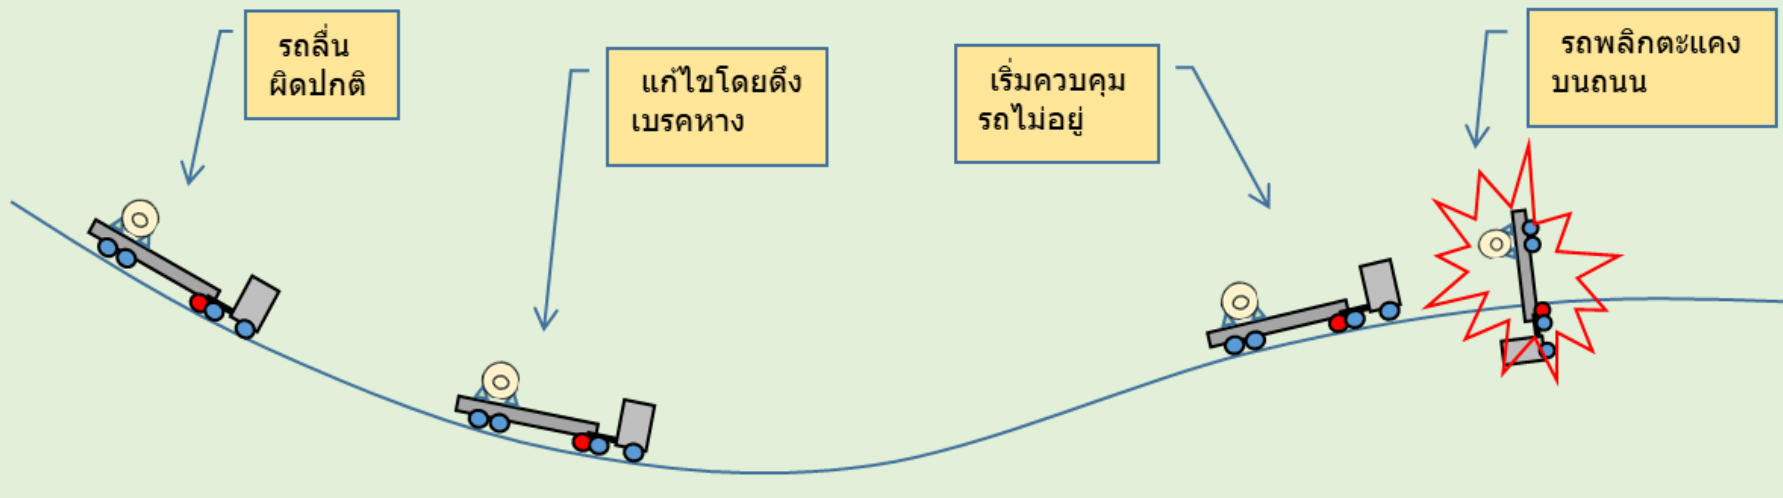 รถลื่น
ผิดปกติ
แก้ไขโดยดึง
เบรคหาง
เริ่มควบคุม
รถไม่อยู่
รถพลิกตะแคง
บนถนน